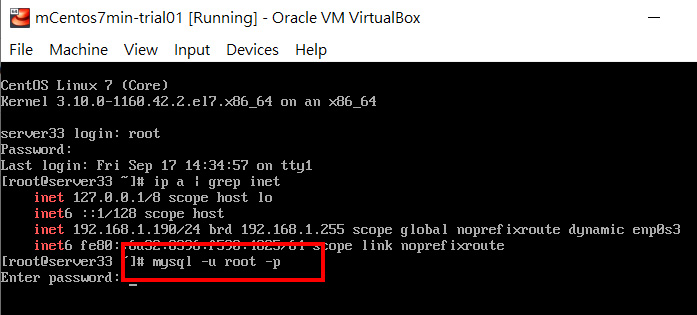 mCentos7min-trial01 [Running] - Oracle VM VirtualBox
File Machine View Input Devices Help
CentOS Linux 7 (Core)
Kernel 3.10.0-1160.42.2.el7.x86_64 on an x86_64
server33 login: root
Password:
Last login: Fri Sep 17 14:34:57 on tty1
[root@server33 ~]# ip a | grep inet
inet 127.0.0.1/8 scope host lo
inet6 ::1/128 scope host
inet 192.168.1.190/24 brd 192.168.1.255 scope global noprefixroute dynamic enp0s3
inet6 scope link noprefixroute
[root@server33 ~]# mysql -u root -p
Enter password: